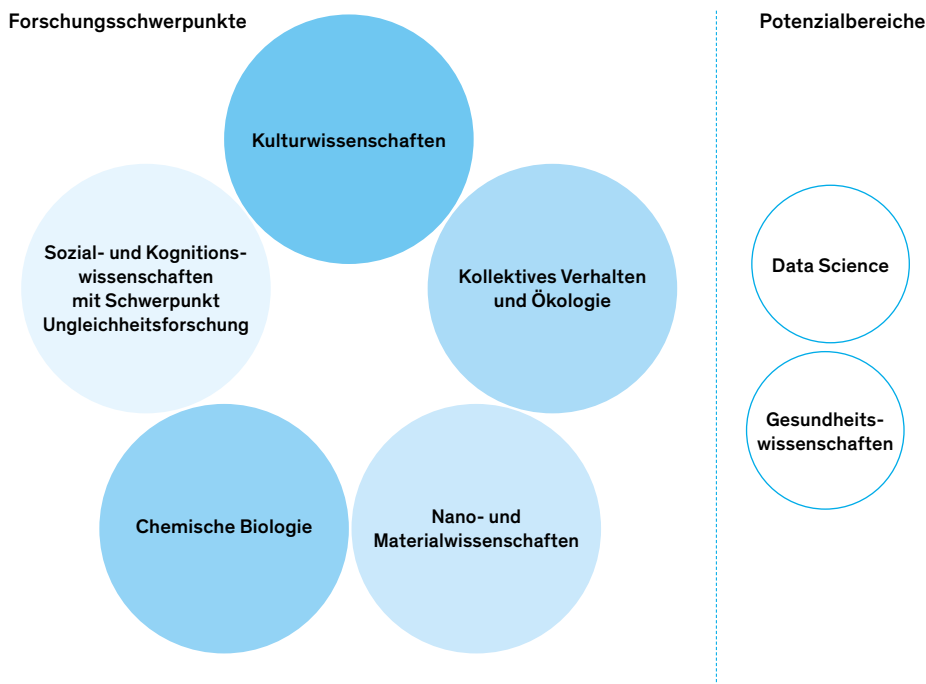 Forschungsschwerpunkte
Kulturwissenschaften
Sozial- und Kognitions-
wissenschaften
mit Schwerpunkt
Ungleichheitsforschung
Kollektives Verhalten
und Ökologie
Chemische Biologie
Nano- und
Materialwissenschaften
Potenzialbereiche
Data Science
Gesundheits-
wissenschaften